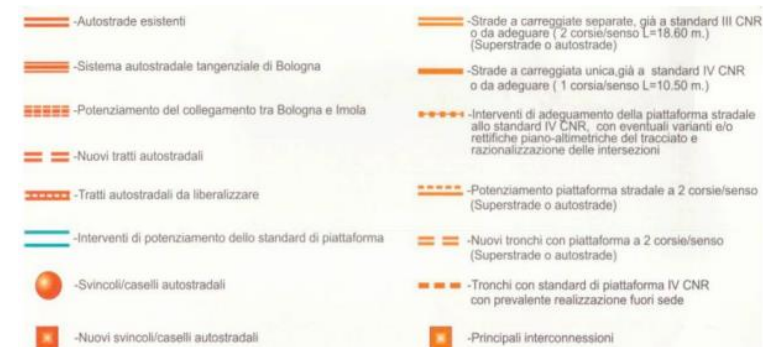 -Autostrade esistenti
-Sistema autostradale tangenziale di Bologna
-Potenziamento del collegamento tra Bologna e Imola
-Nuovi tratti autostradali
-Tratti autostradali da liberalizzare
-Interventi di potenziamento dello standard di piattaforma
-Svincoli/caselli autostradali
-Nuovi svincoli/caselli autostradali
-Strade a carreggiate separate, già a standard III CNR
o da adeguare ( 2 corsie/senso L=18.60 m.)
(Superstrade o autostrade)
-Strade a carreggiata unica,già a standard IV CNR
o da adeguare ( 1 corsia/senso L=10.50 m.)
-Interventi di adeguamento della piattaforma stradale
allo standard IV CNR, con eventuali varianti e/o
rettifiche piano-altimetriche del tracciato e
razionalizzazione delle intersezioni
-Potenziamento piattaforma stradale a 2 corsie/senso
(Superstrade o autostrade)
-Nuovi tronchi con piattaforma a 2 corsie/senso
(Superstrade o autostrade)
-Tronchi con standard di piattaforma IV CNR
con prevalente realizzazione fuori sede
-Principali interconnessioni